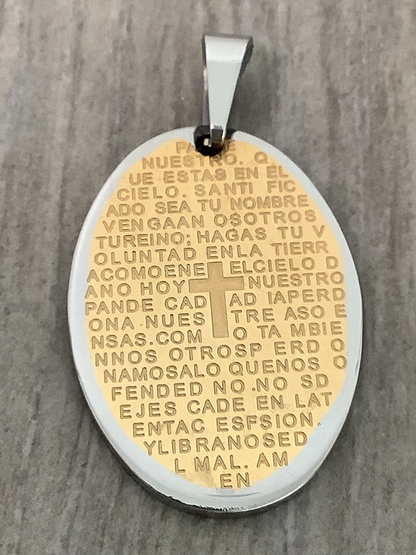 PADRE
NUESTRO. Q
UE ESTAS EN EL
CIELO. SANTI FIC
ADO SEA TU NOMBRE
VENGAAN OSOTROS
TUREINO; HAGAS TU V
OLUNTAD ENLA TIERR
ACOMOENE ELCIELO D
ANO HOY NUESTRO
PANDE CAD AD IAPERD
ONA NUES TRE ASO E
NSAS.COM O TA MBIE
NNOS OTROSP ERD O
NAMOSALO QUENOS O
FENDED NO.NO SD
EJES CADE EN LAT
ENTAC ESFSION.
YLIBRANOSED
L MAL. AM
EN